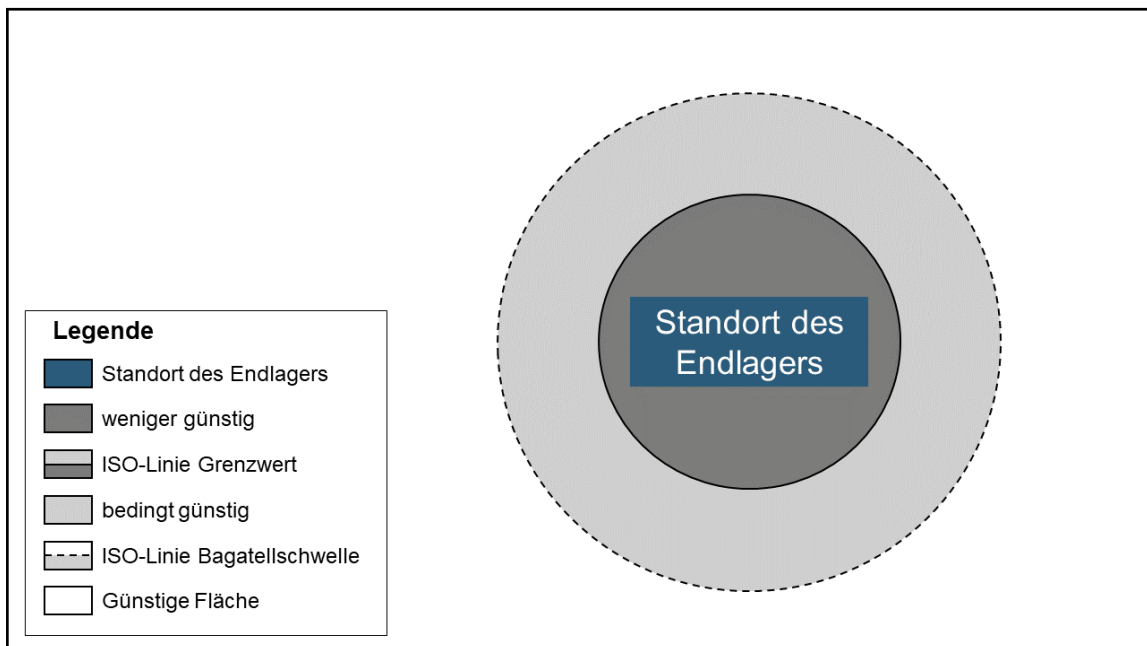 Standort des
Endlagers
Legende
Standort des Endlagers
weniger günstig
ISO-Linie Grenzwert
bedingt günstig
ISO-Linie Bagatellschwelle
Günstige Fläche